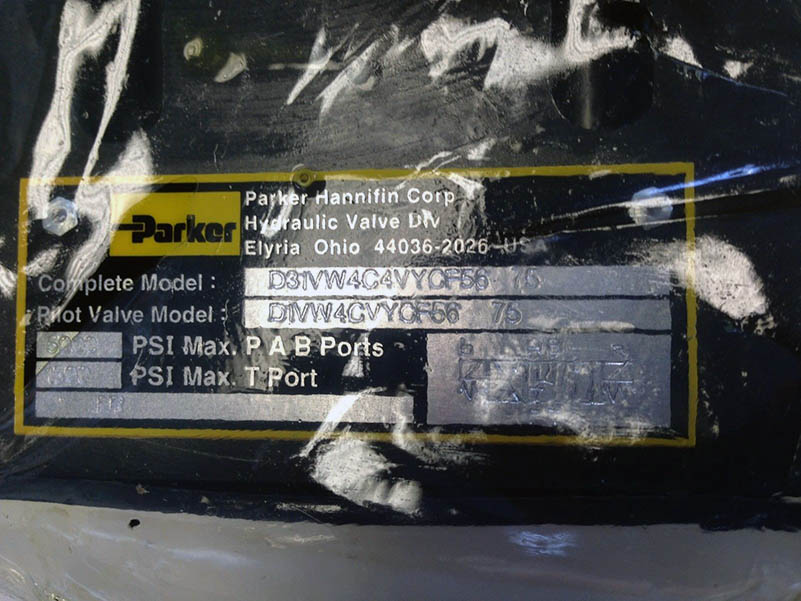 Parker
Parker Hannifin Corp
Hydraulic Valve Div
Elyria Ohio 44036-2026 USA
Complete Model : D31VW4C4VYCF56 75
Pilot Valve Model : D1VW4CVYCF56 75
PSI Max. P A B Ports
PSI Max. T Port